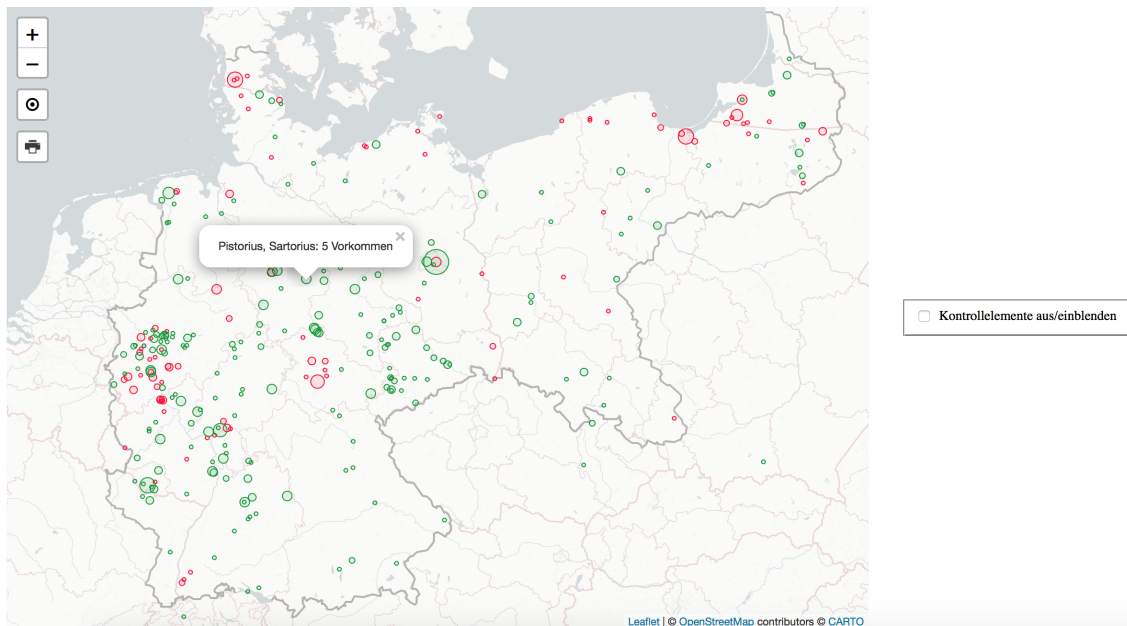 +
−
Pistorius, Sartorius: 5 Vorkommen
×
Kontrollelemente aus/einblenden
Leaflet | © OpenStreetMap contributors © CARTO